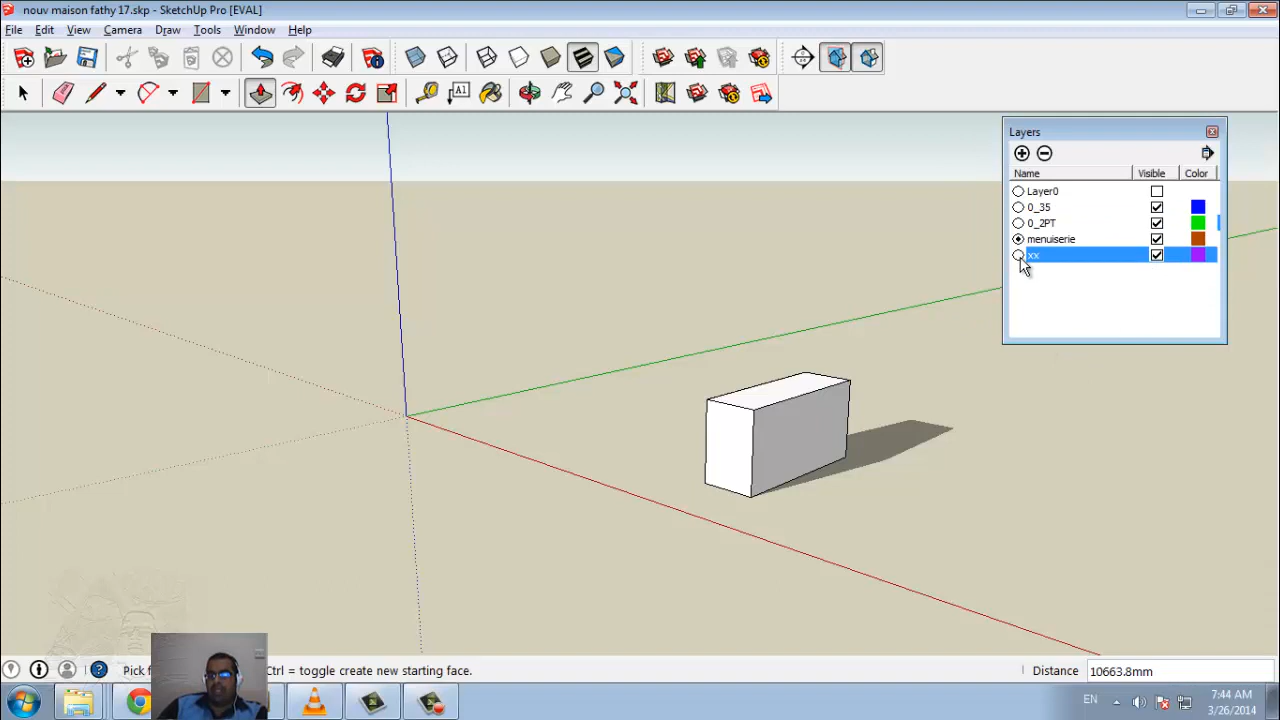 nouv maison fathy 17.skp - SketchUp Pro [EVAL]
File Edit View Camera Draw Tools Window Help
A1
Layers
Name Visible Color
Layer0
0_35
0_2PT
menuiserie
xx
Pick f
Ctrl = toggle create new starting face.
Distance 10663.8mm
EN
7:44 AM
3/26/2014